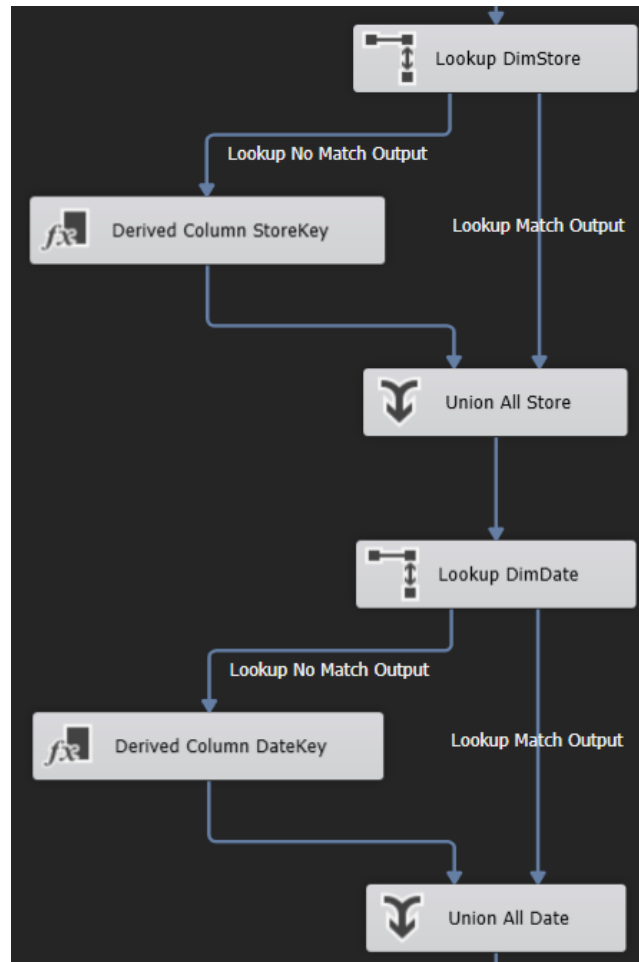 Lookup DimStore
Lookup No Match Output
Lookup Match Output
Derived Column StoreKey
Union All Store
Lookup DimDate
Lookup No Match Output
Lookup Match Output
Derived Column DateKey
Union All Date